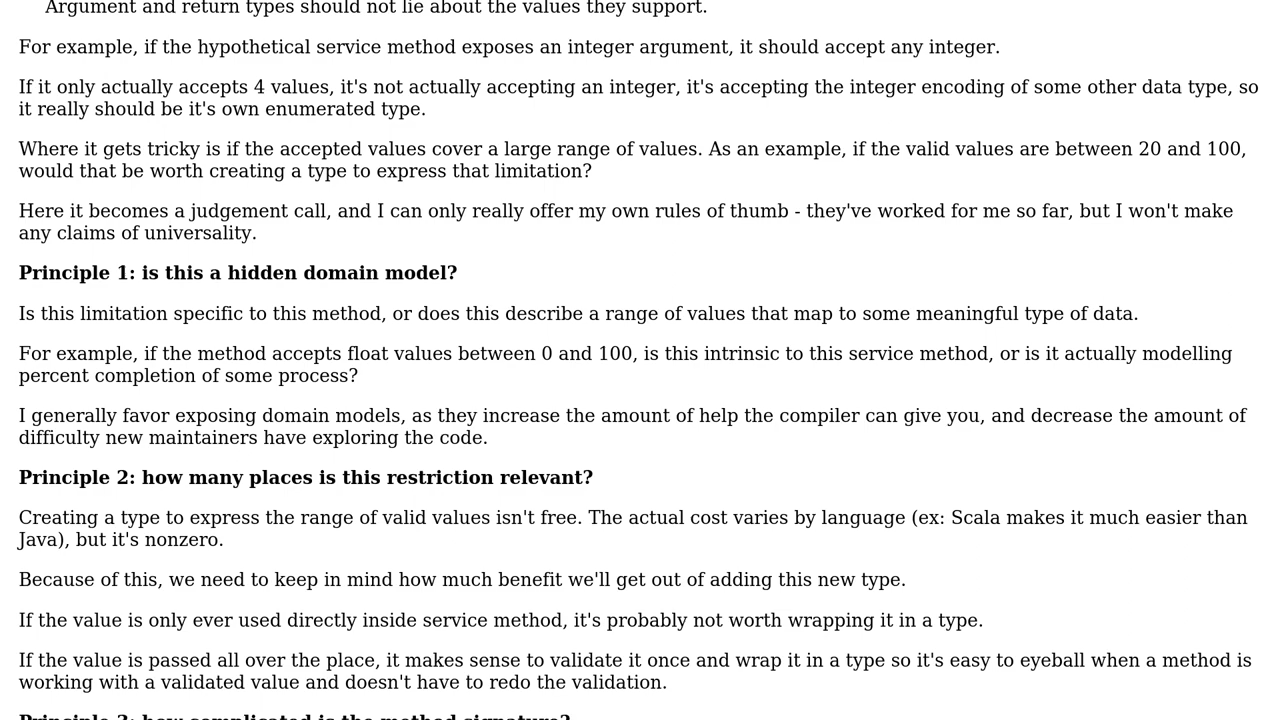 Argument and return types should not lie about the values they support.
For example, if the hypothetical service method exposes an integer argument, it should accept any integer.
If it only actually accepts 4 values, it's not actually accepting an integer, it's accepting the integer encoding of some other data type, so
it really should be it's own enumerated type.
Where it gets tricky is if the accepted values cover a large range of values. As an example, if the valid values are between 20 and 100,
would that be worth creating a type to express that limitation?
Here it becomes a judgement call, and I can only really offer my own rules of thumb - they've worked for me so far, but I won't make
any claims of universality.
Principle 1: is this a hidden domain model?
Is this limitation specific to this method, or does this describe a range of values that map to some meaningful type of data.
For example, if the method accepts float values between 0 and 100, is this intrinsic to this service method, or is it actually modelling
percent completion of some process?
I generally favor exposing domain models, as they increase the amount of help the compiler can give you, and decrease the amount of
difficulty new maintainers have exploring the code.
Principle 2: how many places is this restriction relevant?
Creating a type to express the range of valid values isn't free. The actual cost varies by language (ex: Scala makes it much easier than
Java), but it's nonzero.
Because of this, we need to keep in mind how much benefit we'll get out of adding this new type.
If the value is only ever used directly inside service method, it's probably not worth wrapping it in a type.
If the value is passed all over the place, it makes sense to validate it once and wrap it in a type so it's easy to eyeball when a method is
working with a validated value and doesn't have to redo the validation.
Principle 3: how complicated is the method signature?